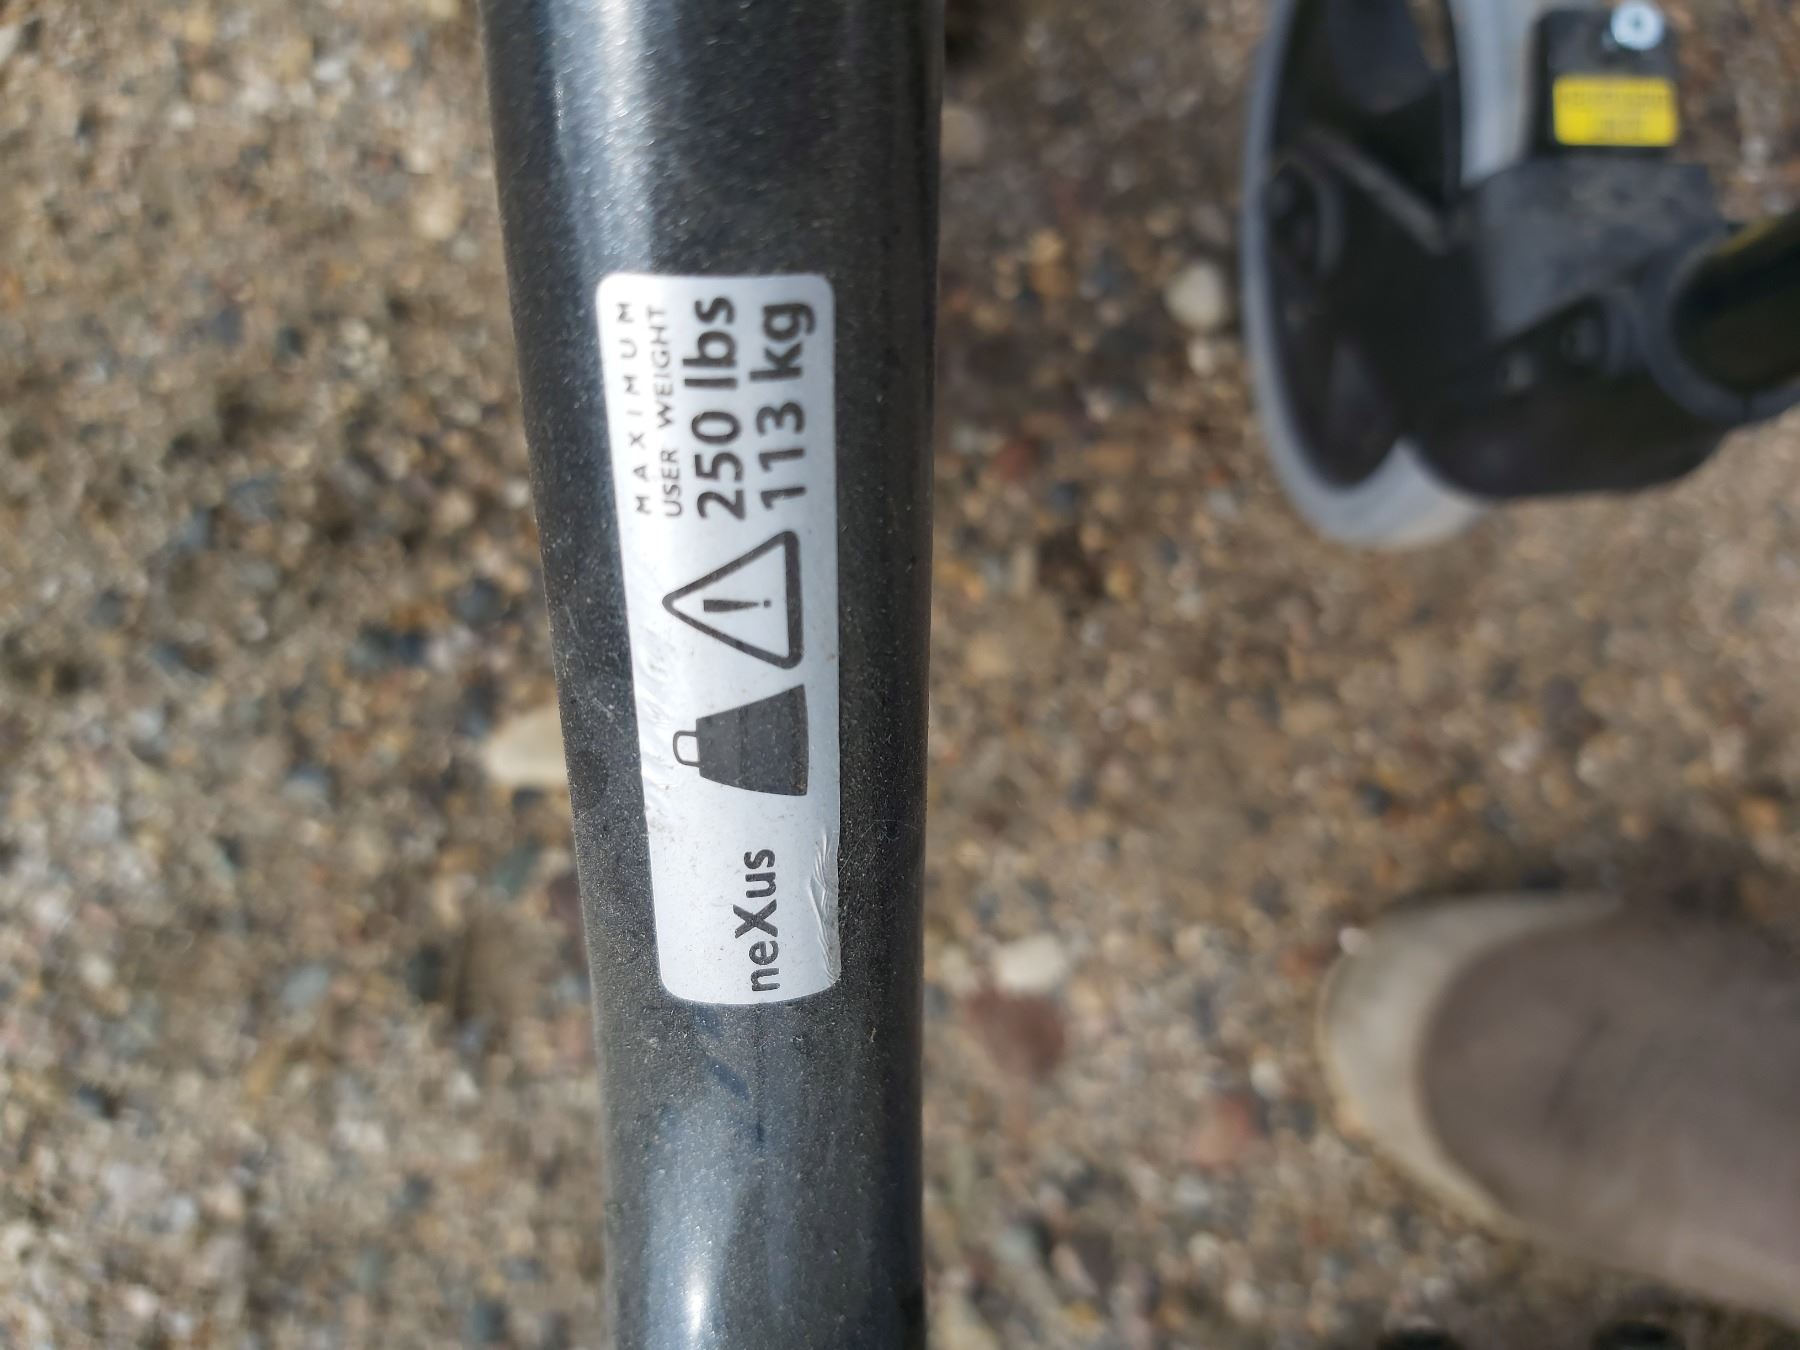 neXus
MAXIMUM
USER WEIGHT
250 lbs
113 kg